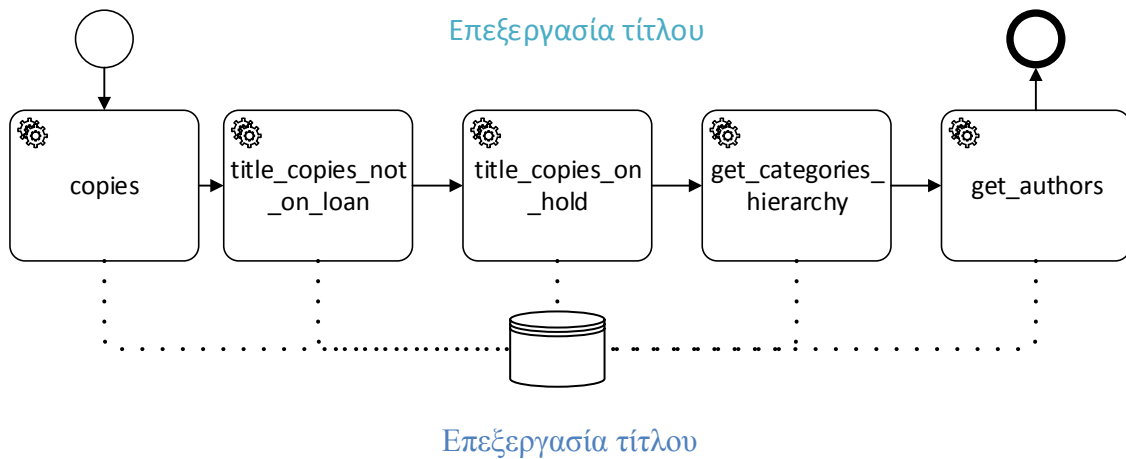 Επεξεργασία τίτλου
copies
title_copies_not
_on_loan
title_copies_on
_hold
get_categories_
hierarchy
get_authors
Επεξεργασία τίτλου